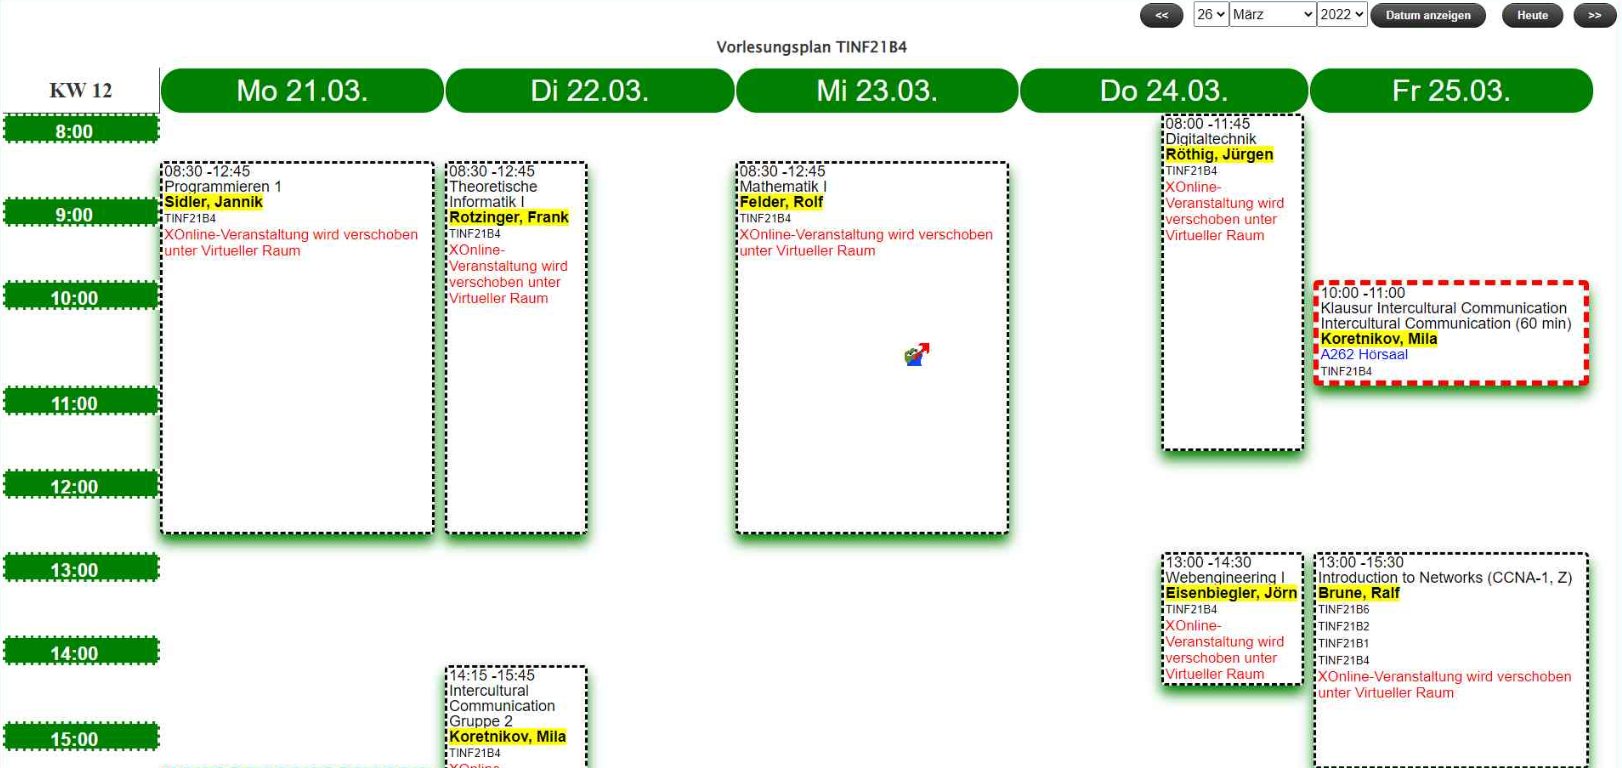 <<
26
März
2022
Datum anzeigen
Heute
>>
Vorlesungsplan TINF21B4
KW 12
Mo 21.03.
Di 22.03.
Mi 23.03.
Do 24.03.
Fr 25.03.
8:00
9:00
10:00
11:00
12:00
13:00
14:00
15:00
08:30 -12:45
Programmieren 1
Sidler, Jannik
TINF21B4
XOnline-Veranstaltung wird verschoben
unter Virtueller Raum
08:30 -12:45
Theoretische
Informatik I
Rotzinger, Frank
TINF21B4
XOnline-
Veranstaltung wird
verschoben unter
Virtueller Raum
14:15 -15:45
Intercultural
Communication
Gruppe 2
Koretnikov, Mila
TINF21B4
XOnline-
08:30 -12:45
Mathematik I
Felder, Rolf
TINF21B4
XOnline-Veranstaltung wird verschoben
unter Virtueller Raum
08:00 -11:45
Digitaltechnik
Röthig, Jürgen
TINF21B4
XOnline-
Veranstaltung wird
verschoben unter
Virtueller Raum
13:00 -14:30
Webengineering I
Eisenbiegler, Jörn
TINF21B4
XOnline-
Veranstaltung wird
verschoben unter
Virtueller Raum
10:00 -11:00
Klausur Intercultural Communication
Intercultural Communication (60 min)
Koretnikov, Mila
A262 Hörsaal
TINF21B4
13:00 -15:30
Introduction to Networks (CCNA-1, Z)
Brune, Ralf
TINF21B6
TINF21B2
TINF21B1
TINF21B4
XOnline-Veranstaltung wird verschoben
unter Virtueller Raum